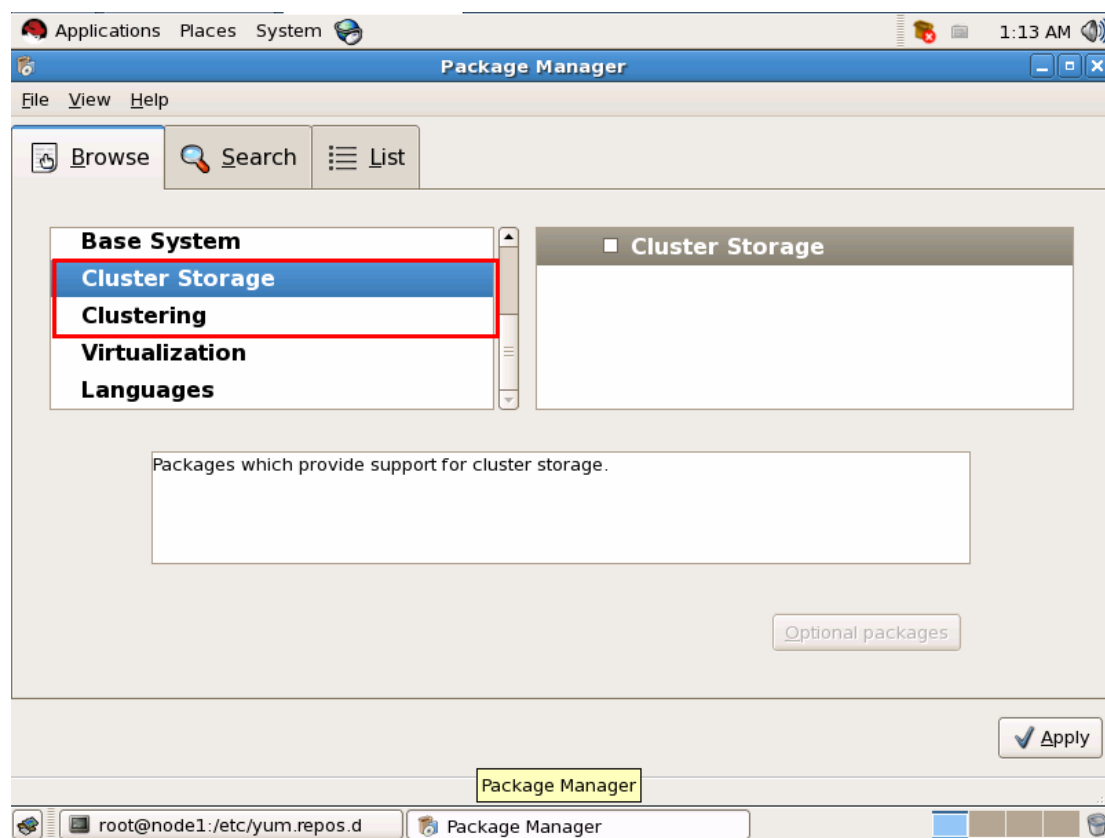 Applications Places System 1:13 AM
Package Manager
File View Help
Browse Search List
Base System
Cluster Storage
Clustering
Virtualization
Languages
Cluster Storage
Packages which provide support for cluster storage.
Optional packages
Apply
Package Manager
root@node1:/etc/yum.repos.d Package Manager